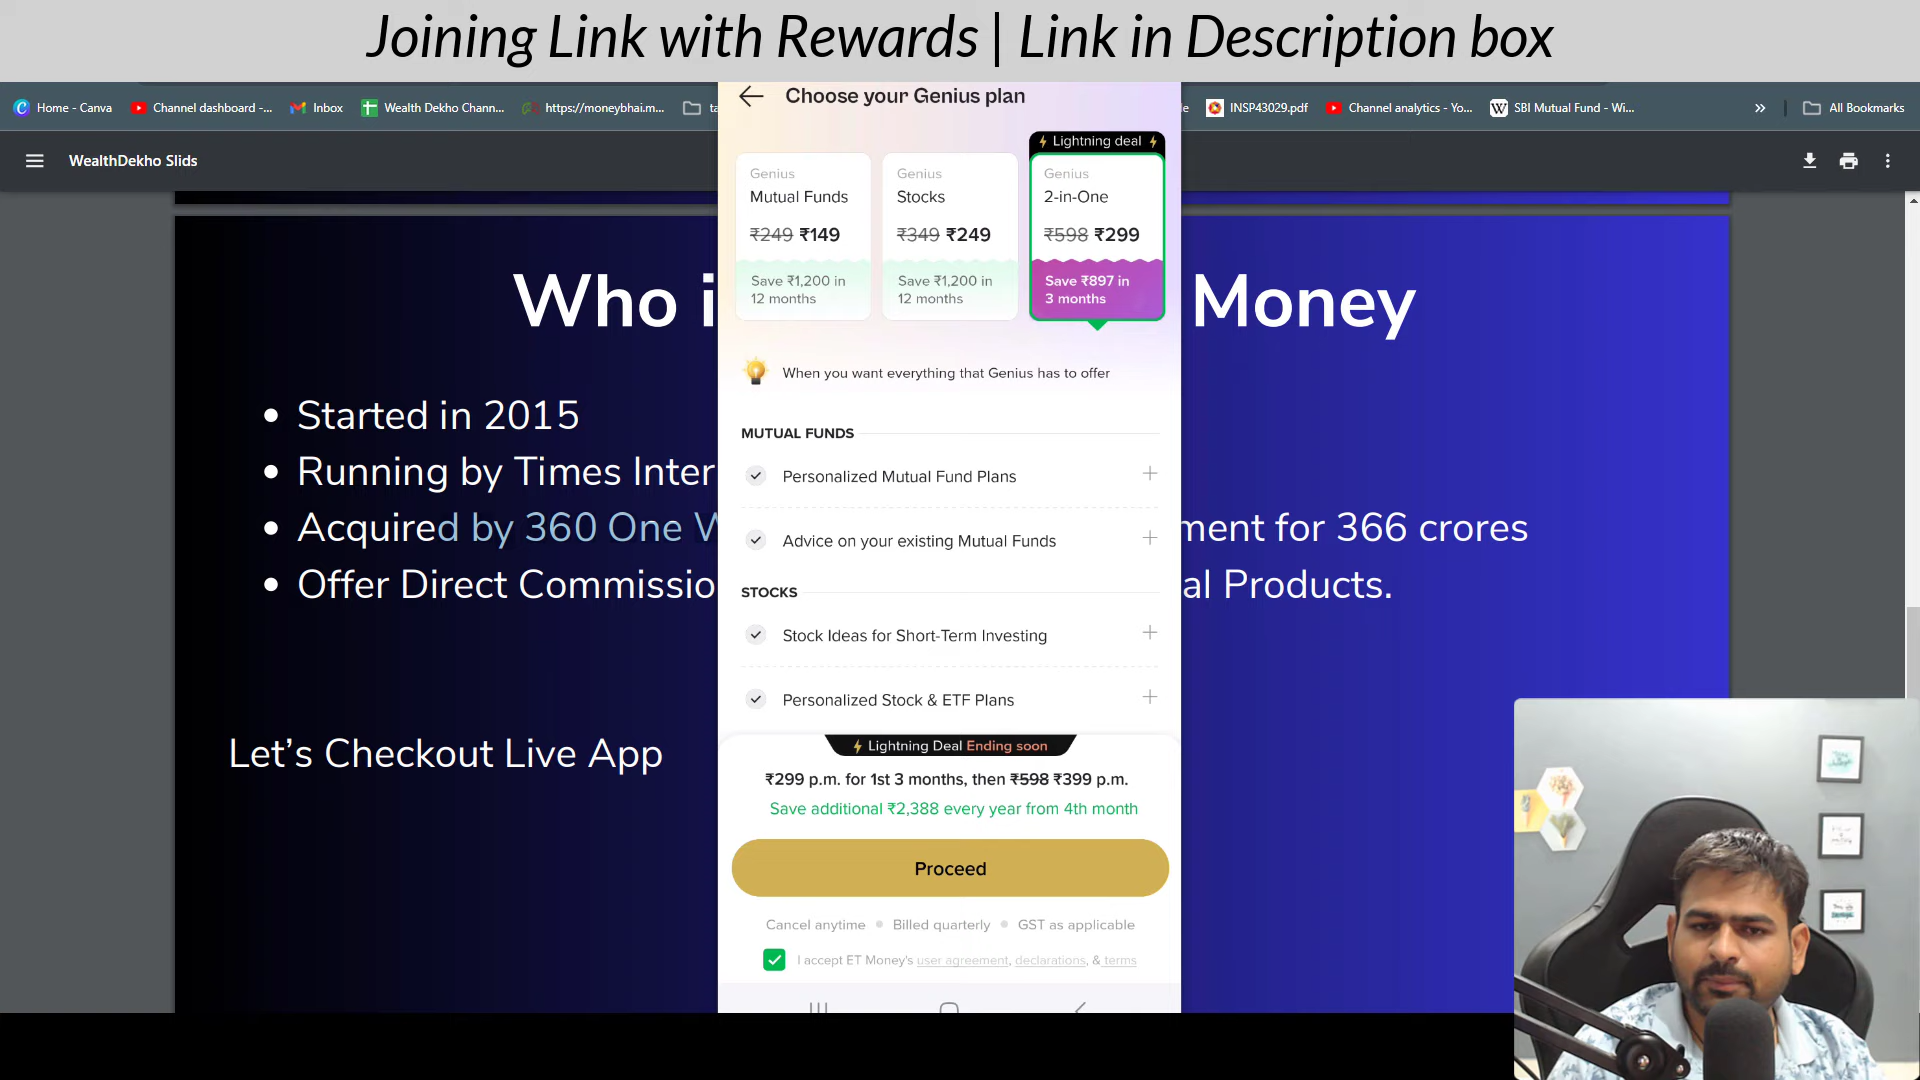 Joining Link with Rewards | Link in Description box
Home - Canva
Channel dashboard -...
Inbox
Wealth Dekho Chann...
https://moneybhai.m...
INSP43029.pdf
Channel analytics - Yo...
SBI Mutual Fund - Wi...
»
All Bookmarks
WealthDekho Slids
Choose your Genius plan
Lightning deal
Genius
Mutual Funds
₹249 ₹149
Save ₹1,200 in
12 months
Genius
Stocks
₹349 ₹249
Save ₹1,200 in
12 months
Genius
2-in-One
₹598 ₹299
Save ₹897 in
3 months
When you want everything that Genius has to offer
MUTUAL FUNDS
Personalized Mutual Fund Plans
Advice on your existing Mutual Funds
STOCKS
Stock Ideas for Short-Term Investing
Personalized Stock & ETF Plans
Lightning Deal Ending soon
₹299 p.m. for 1st 3 months, then ₹598 ₹399 p.m.
Save additional ₹2,388 every year from 4th month
Proceed
Cancel anytime • Billed quarterly • GST as applicable
I accept ET Money's user agreement, declarations, & terms
Who i Money
• Started in 2015
• Running by Times Inter
• Acquired by 360 One W ment for 366 crores
• Offer Direct Commissio al Products.
Let's Checkout Live App